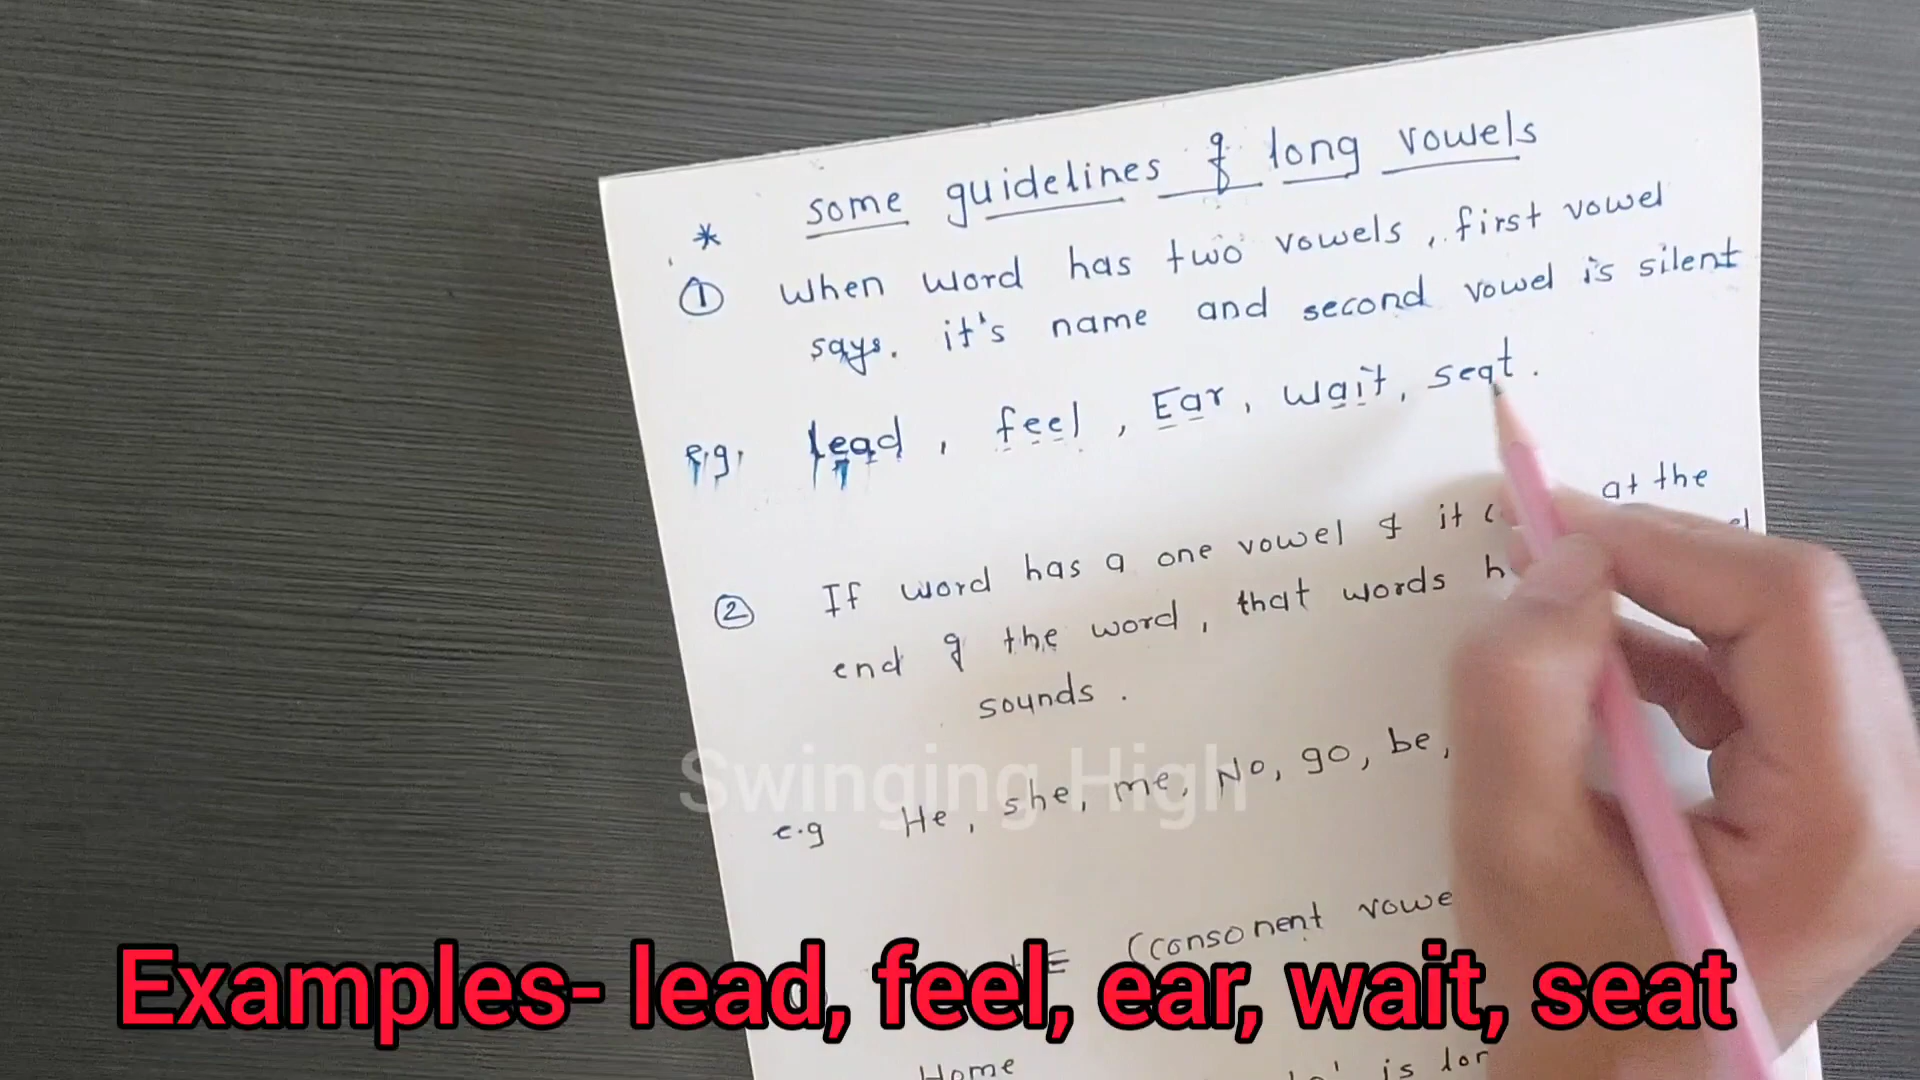 * some guidelines of long vowels
① When word has two vowels, first vowel
says. it's name and second vowel is silent
e.g. lead, feel, Ear, wait, seat.
② If word has a one vowel & it at the
end of the word, that words
sounds.
e.g He, she, me, No, go, be,
Swinging High
(consonent vowe
Examples- lead, feel, ear, wait, seat
Home is lon